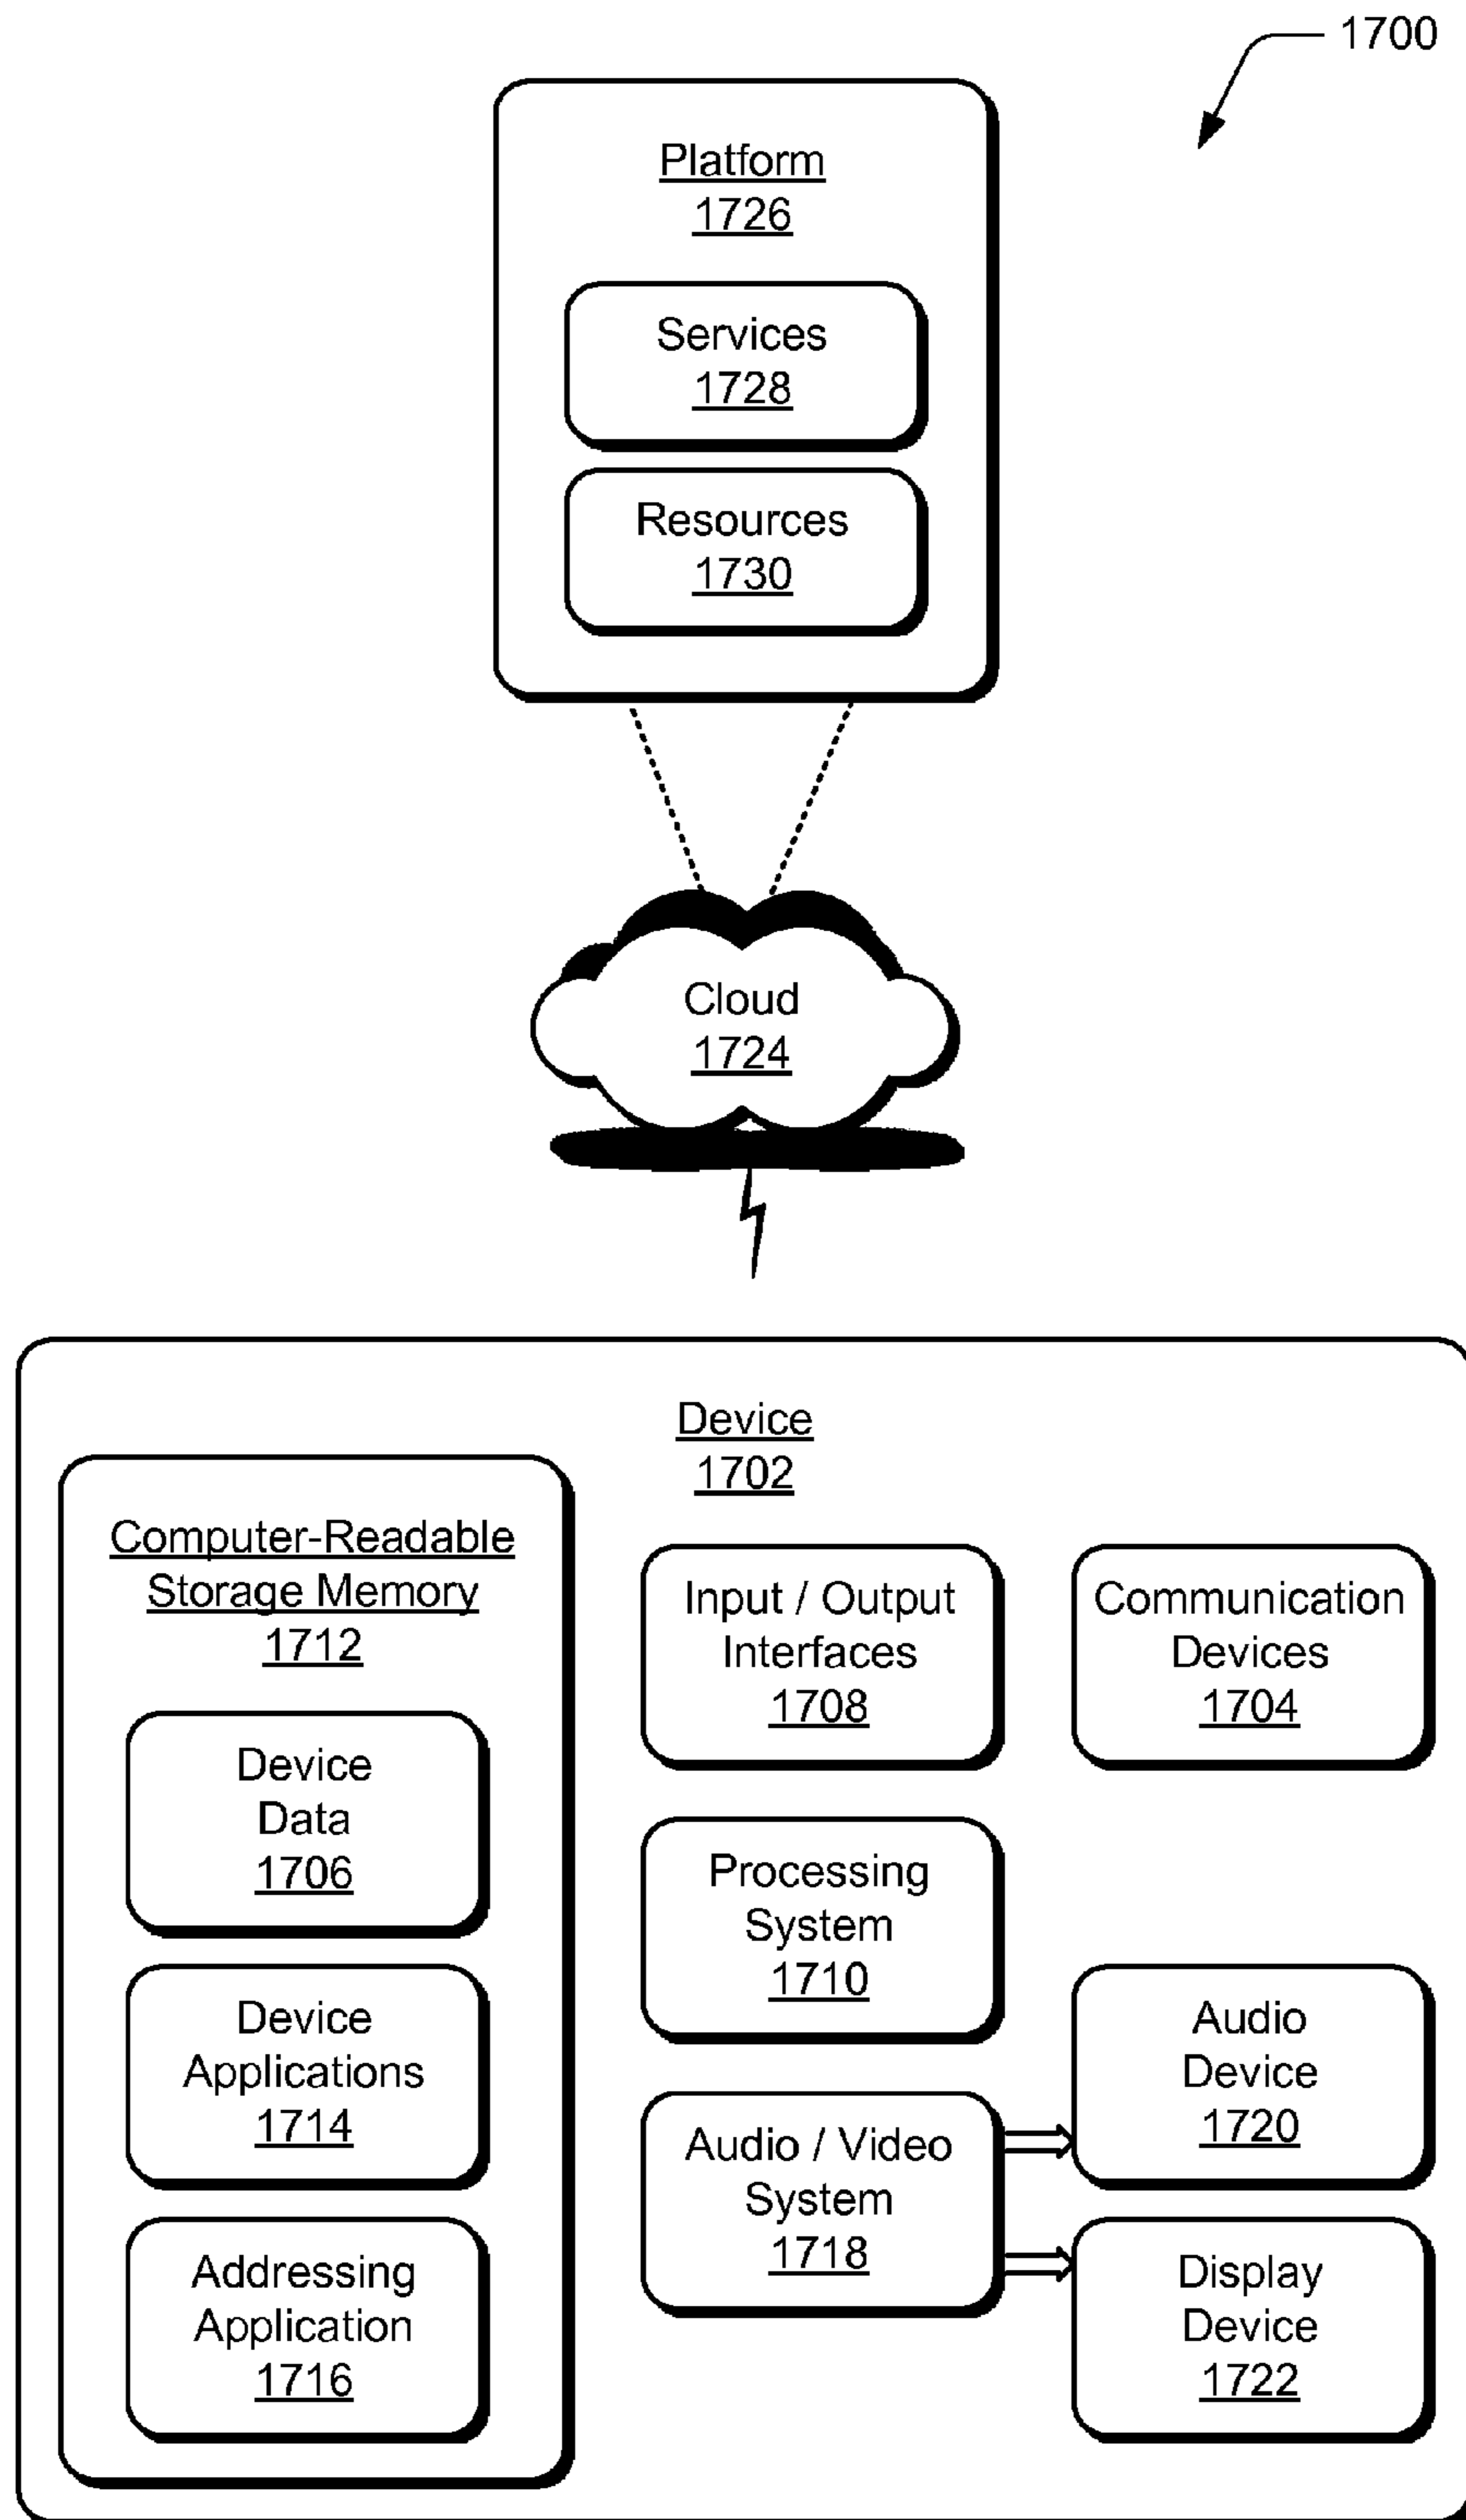 1700
Platform
1726
Services
1728
Resources
1730
Cloud
1724
Device
1702
Computer-Readable
Storage Memory
1712
Device
Data
1706
Device
Applications
1714
Addressing
Application
1716
Input / Output
Interfaces
1708
Processing
System
1710
Audio / Video
System
1718
Communication
Devices
1704
Audio
Device
1720
Display
Device
1722